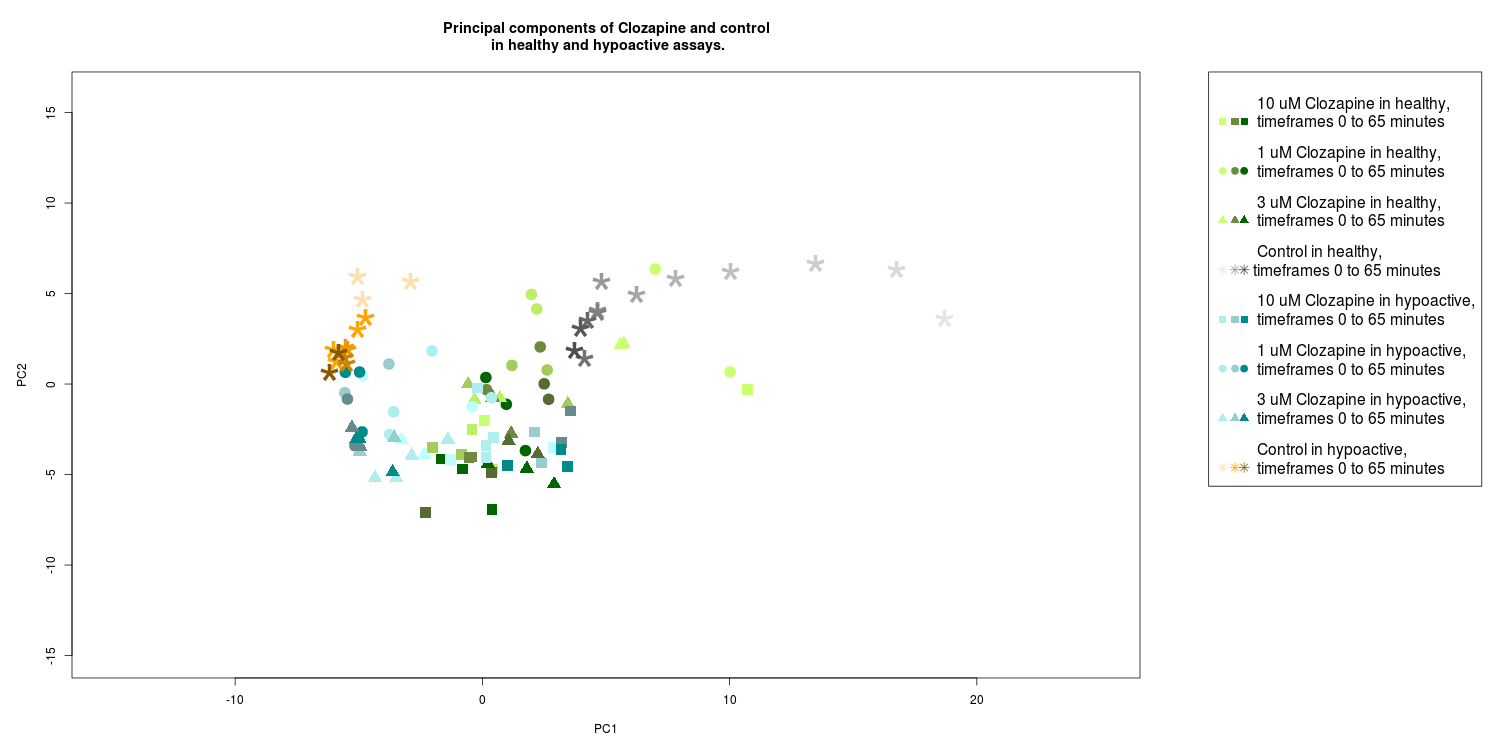 Principal components of Clozapine and control
in healthy and hypoactive assays.
15
10
5
0
-5
-10
-15
PC2
-10
0
10
20
PC1
10 uM Clozapine in healthy,
timeframes 0 to 65 minutes
1 uM Clozapine in healthy,
timeframes 0 to 65 minutes
3 uM Clozapine in healthy,
timeframes 0 to 65 minutes
Control in healthy,
timeframes 0 to 65 minutes
10 uM Clozapine in hypoactive,
timeframes 0 to 65 minutes
1 uM Clozapine in hypoactive,
timeframes 0 to 65 minutes
3 uM Clozapine in hypoactive,
timeframes 0 to 65 minutes
Control in hypoactive,
timeframes 0 to 65 minutes